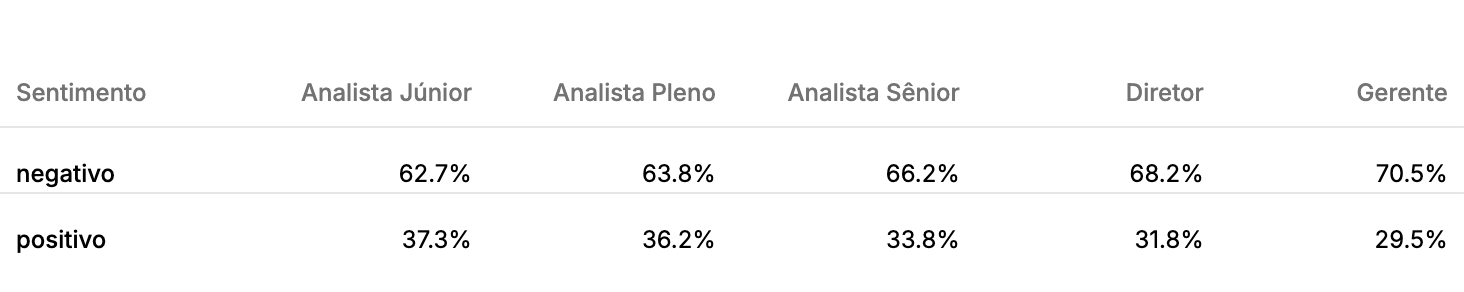 Sentimento Analista Júnior Analista Pleno Analista Sênior Diretor Gerente
negativo 62.7% 63.8% 66.2% 68.2% 70.5%
positivo 37.3% 36.2% 33.8% 31.8% 29.5%